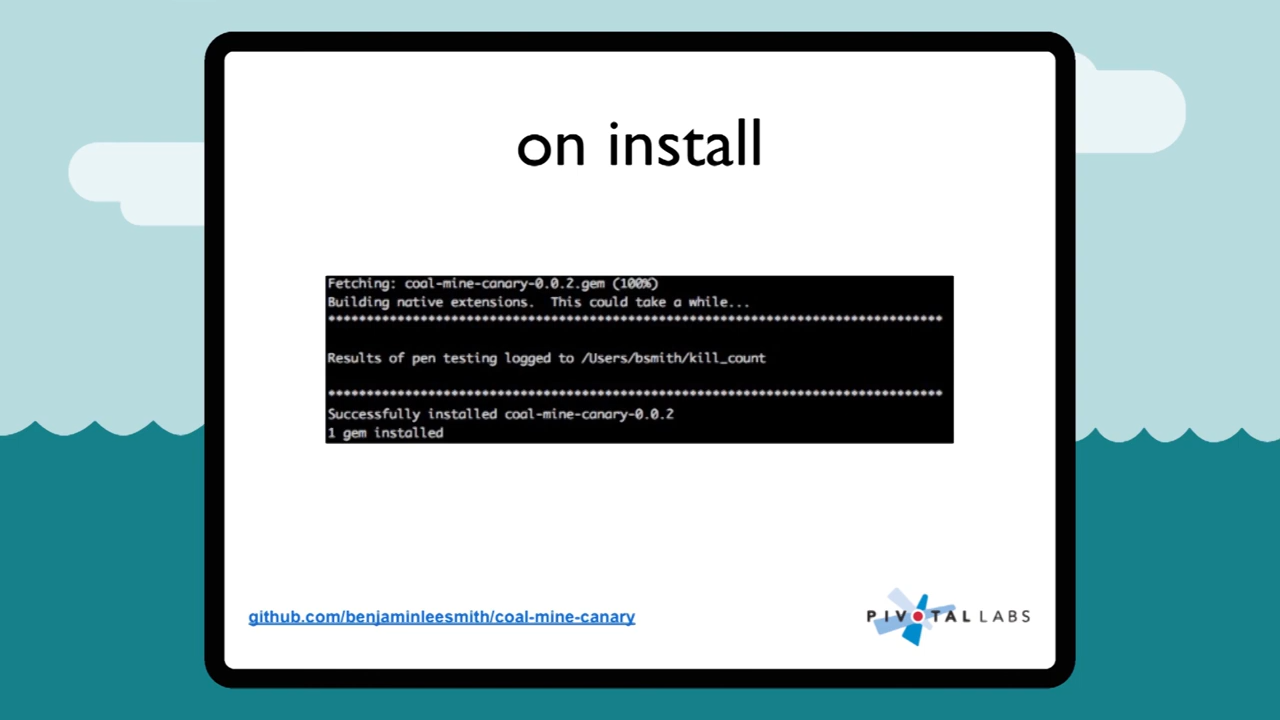 on install
Fetching: coal-mine-canary-0.0.2.gem (100%)
Building native extensions.  This could take a while...
********************************************************************************
Results of pen testing logged to /Users/bsmith/kill_count
********************************************************************************
Successfully installed coal-mine-canary-0.0.2
1 gem installed
github.com/benjaminleesmith/coal-mine-canary
PIVOTAL LABS